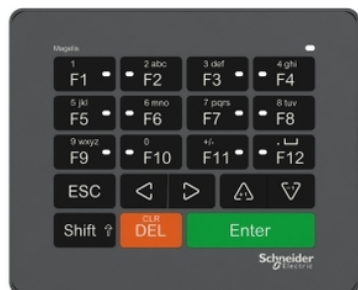 Magelis
1 2 abc 3 def 4 ghi
F1 F2 F3 F4
5 jkl 6 mno 7 pqrs 8 tuv
F5 F6 F7 F8
9 wxyz 0 +/- .
F9 F10 F11 F12
ESC +1 -1
CLR
Shift ⇧ DEL Enter
Schneider
Electric